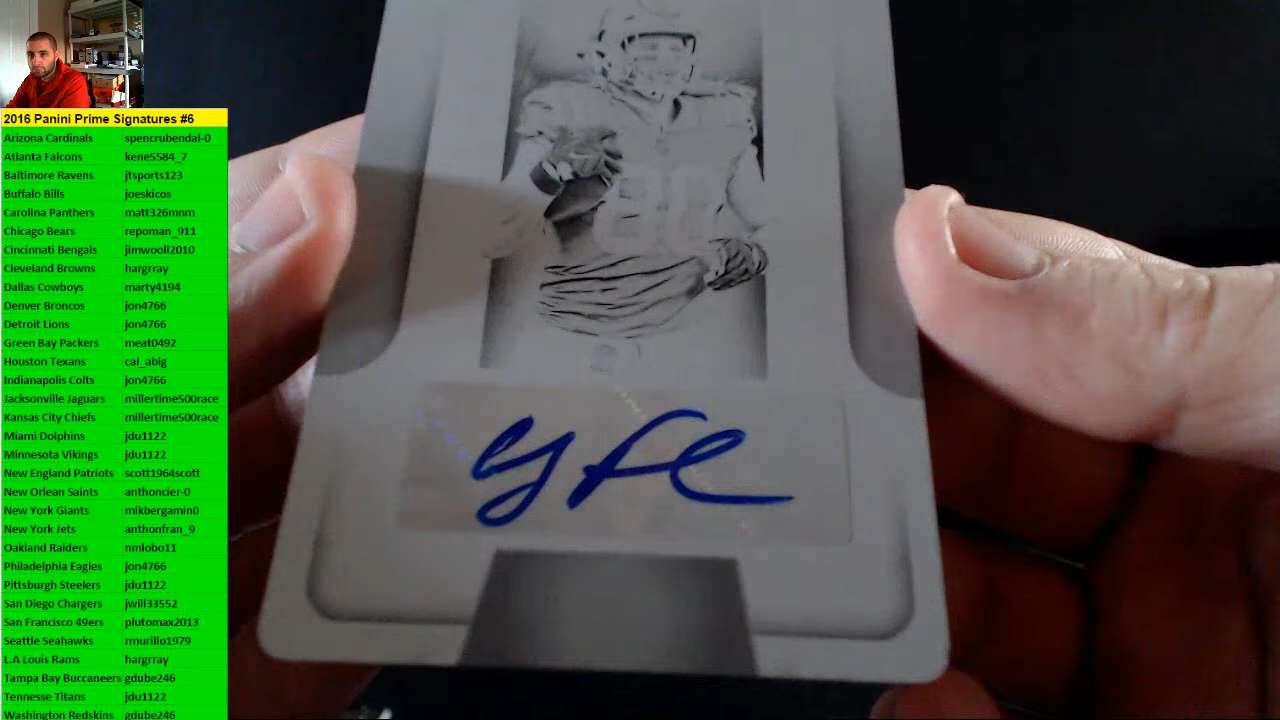 2016 Panini Prime Signatures #6
Arizona Cardinals spencrubendal-0
Atlanta Falcons kene5584_7
Baltimore Ravens jtsports123
Buffalo Bills joeskicos
Carolina Panthers matt326mnm
Chicago Bears repoman_911
Cincinnati Bengals jimwooll2010
Cleveland Browns hargrray
Dallas Cowboys marty4194
Denver Broncos jon4766
Detroit Lions jon4766
Green Bay Packers meat0492
Houston Texans cal_abig
Indianapolis Colts jon4766
Jacksonville Jaguars millertime500race
Kansas City Chiefs millertime500race
Miami Dolphins jdu1122
Minnesota Vikings jdu1122
New England Patriots scott1964scott
New Orlean Saints anthoncier-0
New York Giants mikbergamin0
New York Jets anthonfran_9
Oakland Raiders nmlobo11
Philadelphia Eagles jon4766
Pittsburgh Steelers jdu1122
San Diego Chargers jwill33552
San Francisco 49ers plutomax2013
Seattle Seahawks rmurillo1979
L.A Louis Rams hargrray
Tampa Bay Buccaneers gdube246
Tennesse Titans jdu1122
Washington Redskins gdube246